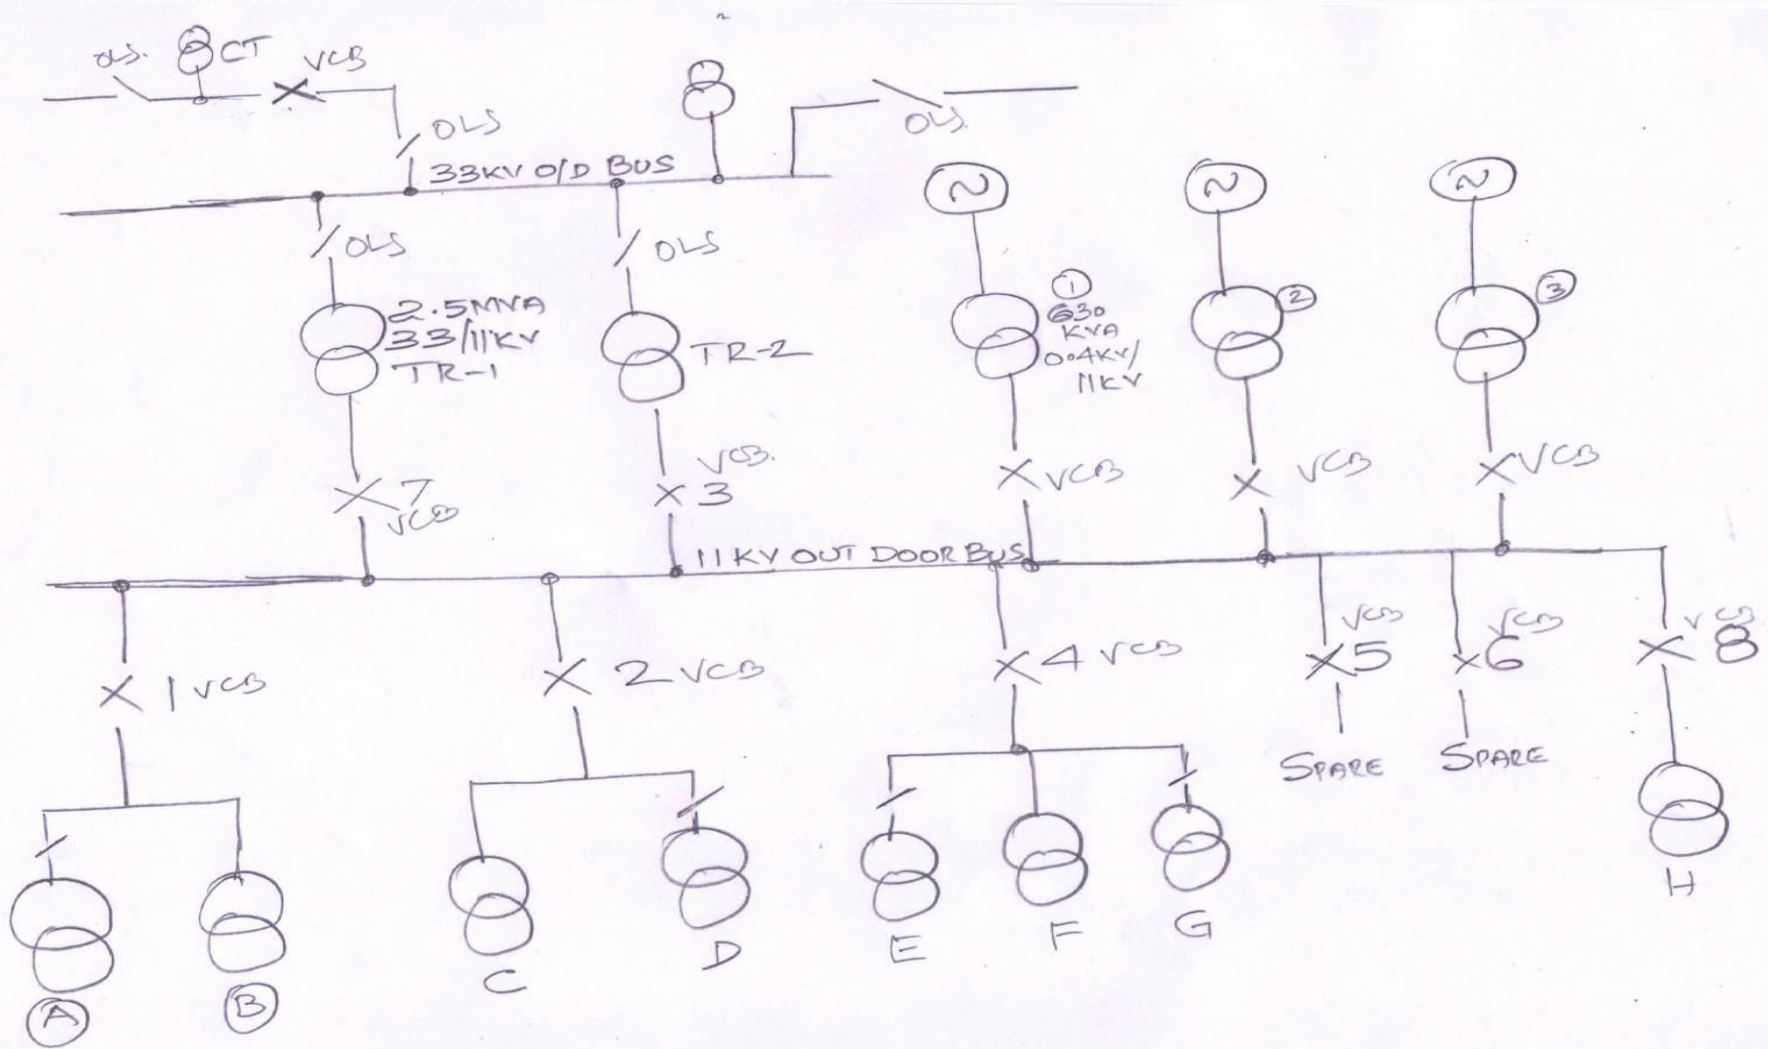 OLS.
CT
VCB
OLS
OLS.
33KV O/D BUS
OLS
OLS
2.5MVA
33/11KV
TR-1
TR-2
1
630
KVA
0.4KV/
11KV
2
3
VCB.
7
VCB
3
VCB
VCB
VCB
11KV OUT DOOR BUS
1 VCB
2 VCB
4 VCB
VCB
5
VCB
6
VCB
8
SPARE
SPARE
A
B
C
D
E
F
G
H